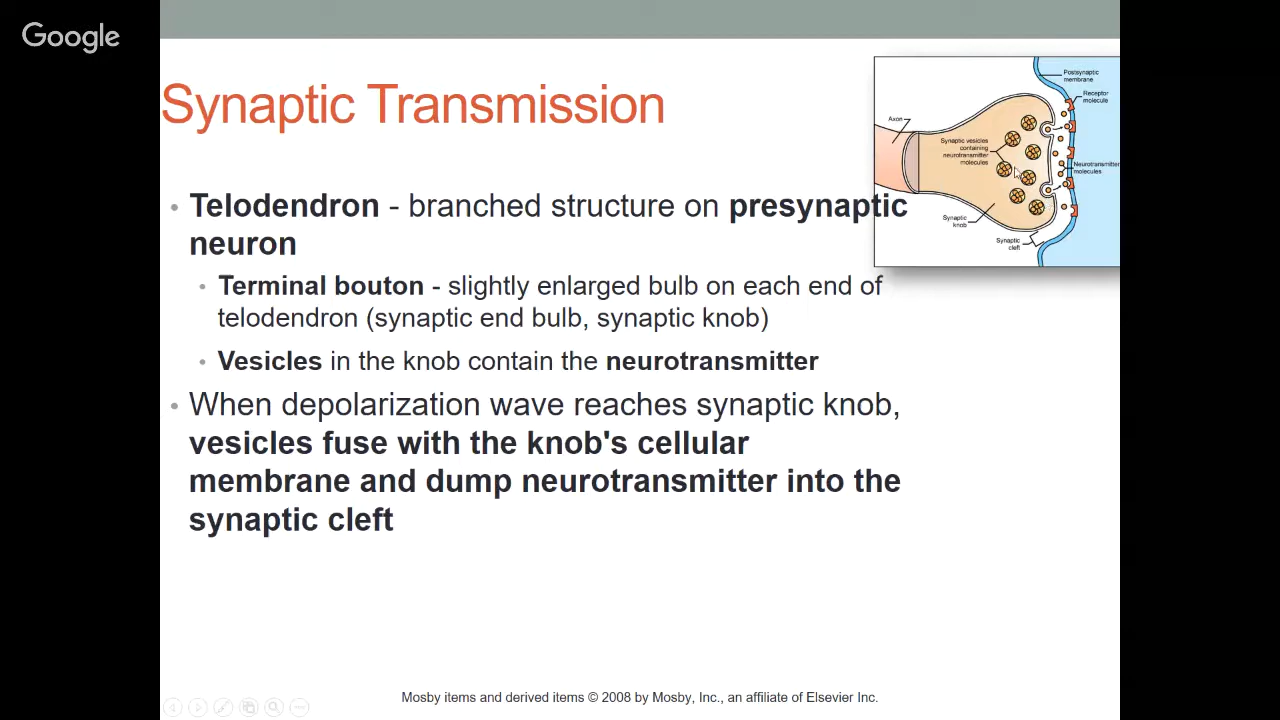 Google
Synaptic Transmission
Postsynaptic
membrane
Receptor
molecule
Axon
Synaptic vesicles
containing
neurotransmitter
molecules
Neurotransmitter
molecules
Synaptic
knob
Synaptic
cleft
• Telodendron - branched structure on presynaptic
neuron
• Terminal bouton - slightly enlarged bulb on each end of
telodendron (synaptic end bulb, synaptic knob)
• Vesicles in the knob contain the neurotransmitter
• When depolarization wave reaches synaptic knob,
vesicles fuse with the knob's cellular
membrane and dump neurotransmitter into the
synaptic cleft
Mosby items and derived items © 2008 by Mosby, Inc., an affiliate of Elsevier Inc.